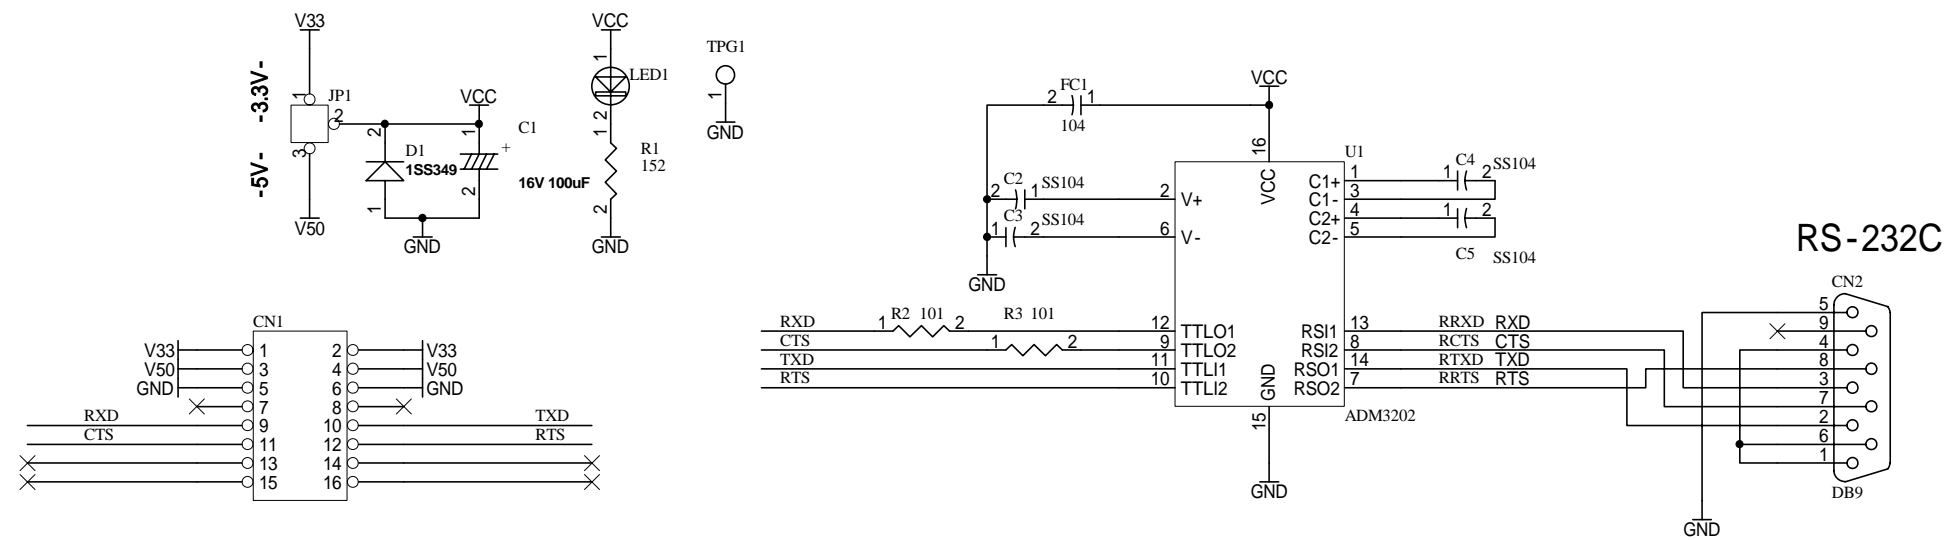 V33
-3.3V-
1
JP1
2
3
-5V-
V50
VCC
2
D1
1SS349
1
1
C1
+
16V 100uF
2
GND
VCC
1
LED1
2
1
R1
152
2
GND
TPG1
1
GND
VCC
2 FC1 1
104
16
U1
2 C2 1 SS104 2 V+
1 C3 2 SS104 6 V-
GND
VCC
C1+ 1 1 C4 2 SS104
C1- 3
C2+ 4 1 2
C2- 5 C5 SS104
RXD 1 R2 101 2 12 TTLO1
CTS 1 R3 101 2 9 TTLO2
TXD 11 TTLI1
RTS 10 TTLI2
GND
15
GND
RSI1 13 RRXD RXD
RSI2 8 RCTS CTS
RSO1 14 RTXD TXD
RSO2 7 RRTS RTS
ADM3202
RS-232C
CN2
5
9
4
8
3
7
2
6
1
DB9
GND
CN1
V33 1 2 V33
V50 3 4 V50
GND 5 6 GND
7 8
RXD 9 10 TXD
CTS 11 12 RTS
13 14
15 16